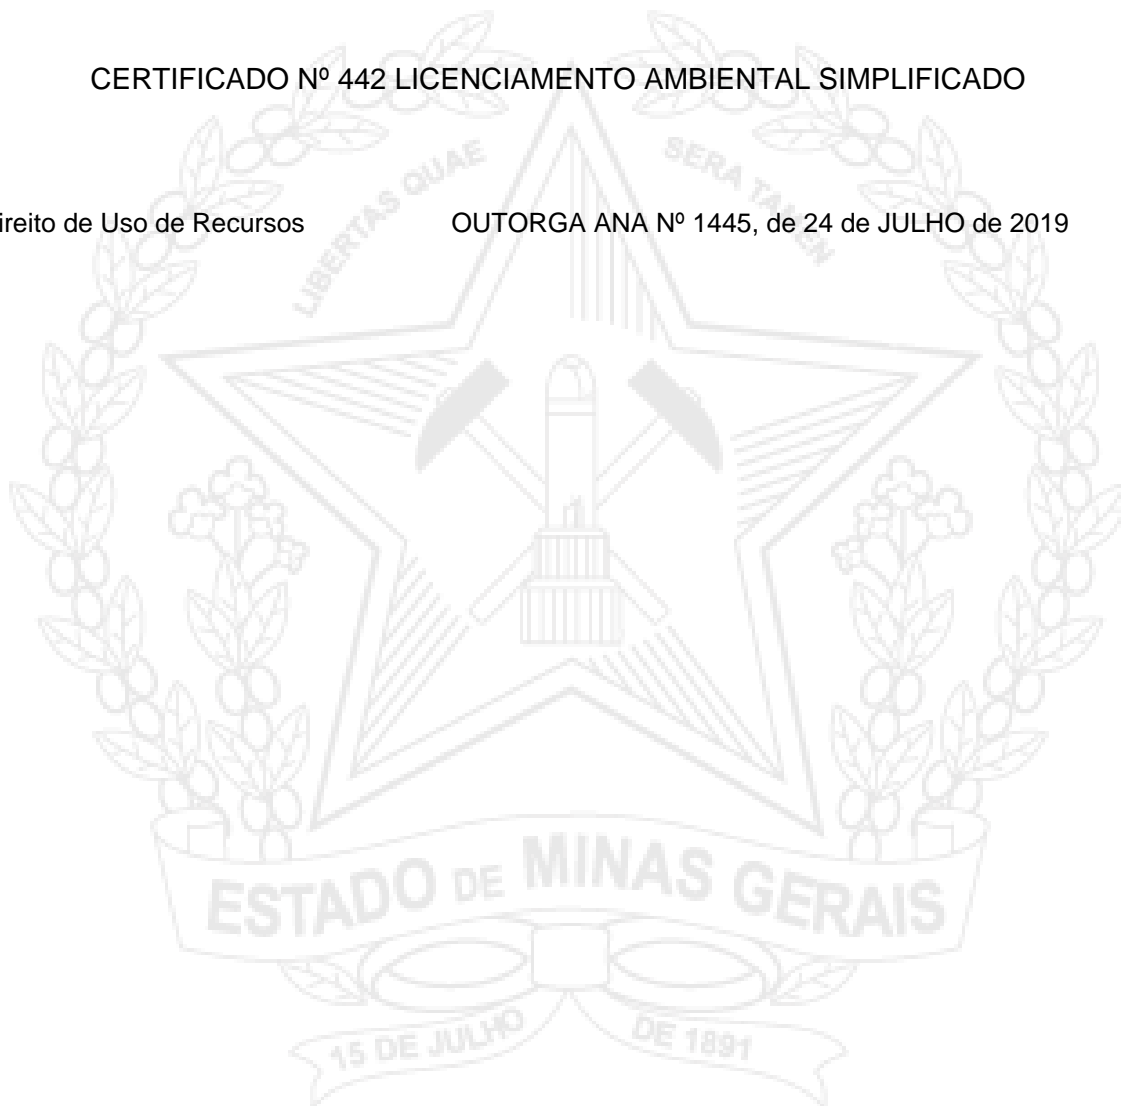 CERTIFICADO Nº 442 LICENCIAMENTO AMBIENTAL SIMPLIFICADO
LIBERTAS QUAE SERA TAMEN
ireito de Uso de Recursos OUTORGA ANA Nº 1445, de 24 de JULHO de 2019
ESTADO DE MINAS GERAIS
15 DE JULHO DE 1891